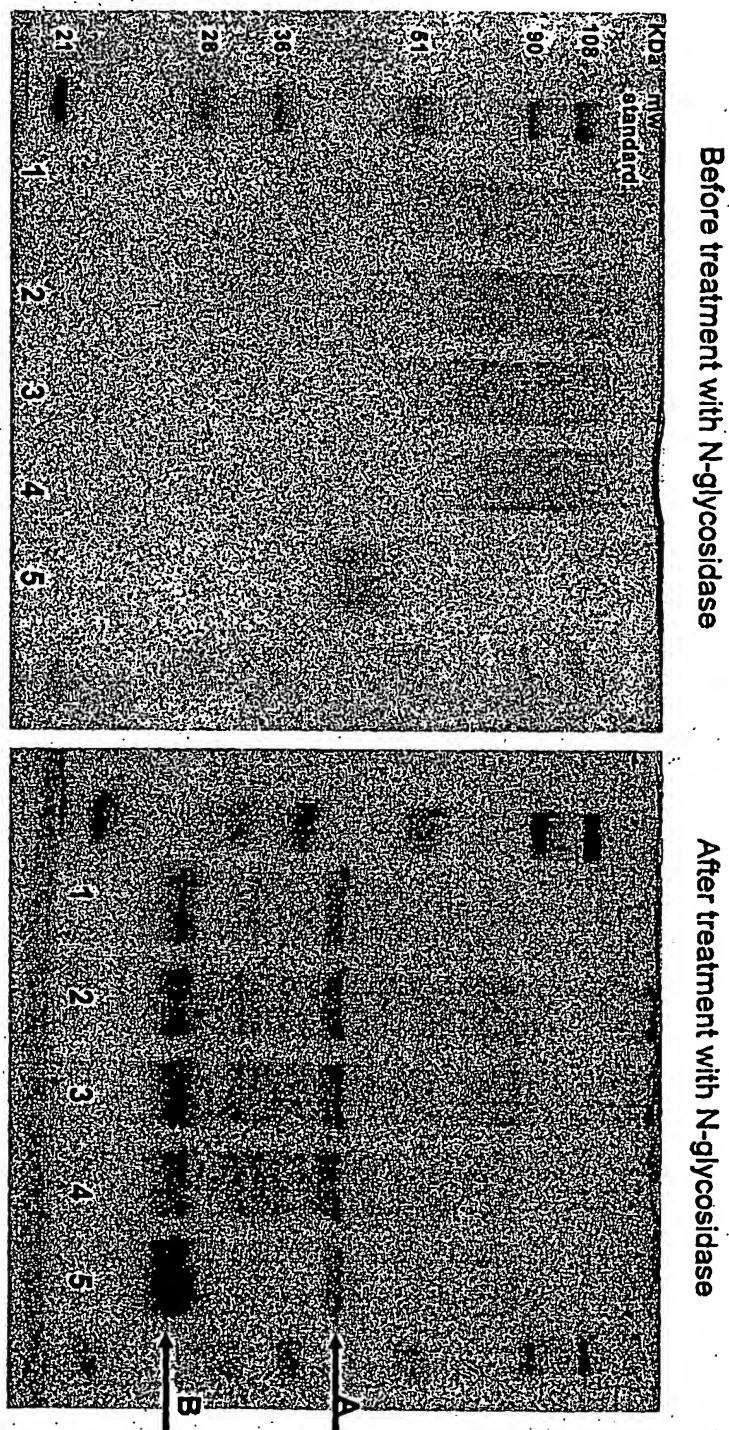 Before treatment with N-glycosidase
KDa mw
standard
108
90
51
36
28
21
1 2 3 4 5
After treatment with N-glycosidase
A
B
1 2 3 4 5